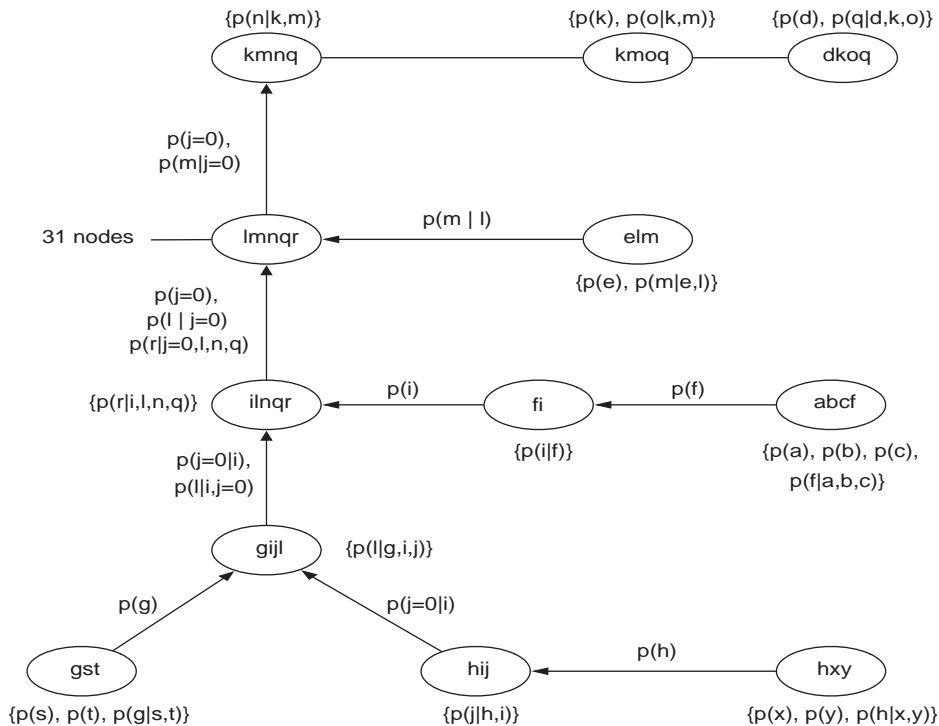 {p(n|k,m)}
{p(k), p(o|k,m)}
{p(d), p(q|d,k,o)}
kmnq
kmoq
dkoq
p(j=0),
p(m|j=0)
31 nodes
lmnqr
p(m | l)
elm
{p(e), p(m|e,l)}
p(j=0),
p(l | j=0)
p(r|j=0,l,n,q)
{p(r|i,l,n,q)}
ilnqr
p(i)
fi
p(f)
abcf
{p(i|f)}
{p(a), p(b), p(c),
p(f|a,b,c)}
p(j=0|i),
p(l|i,j=0)
gijl
{p(l|g,i,j)}
p(g)
p(j=0|i)
gst
hij
p(h)
hxy
{p(s), p(t), p(g|s,t)}
{p(j|h,i)}
{p(x), p(y), p(h|x,y)}